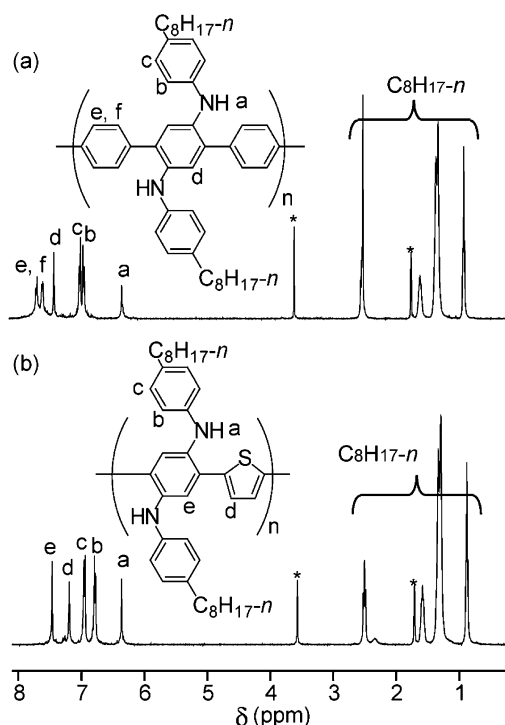 (a)
C8H17-n
c
b
NH
a
C8H17-n
e, f
d
HN
n
C8H17-n
e, f
d
c
b
a
*
*
(b)
C8H17-n
c
b
NH
a
S
C8H17-n
e
d
HN
n
C8H17-n
e
d
c
b
a
*
*
8 7 6 5 4 3 2 1
δ (ppm)